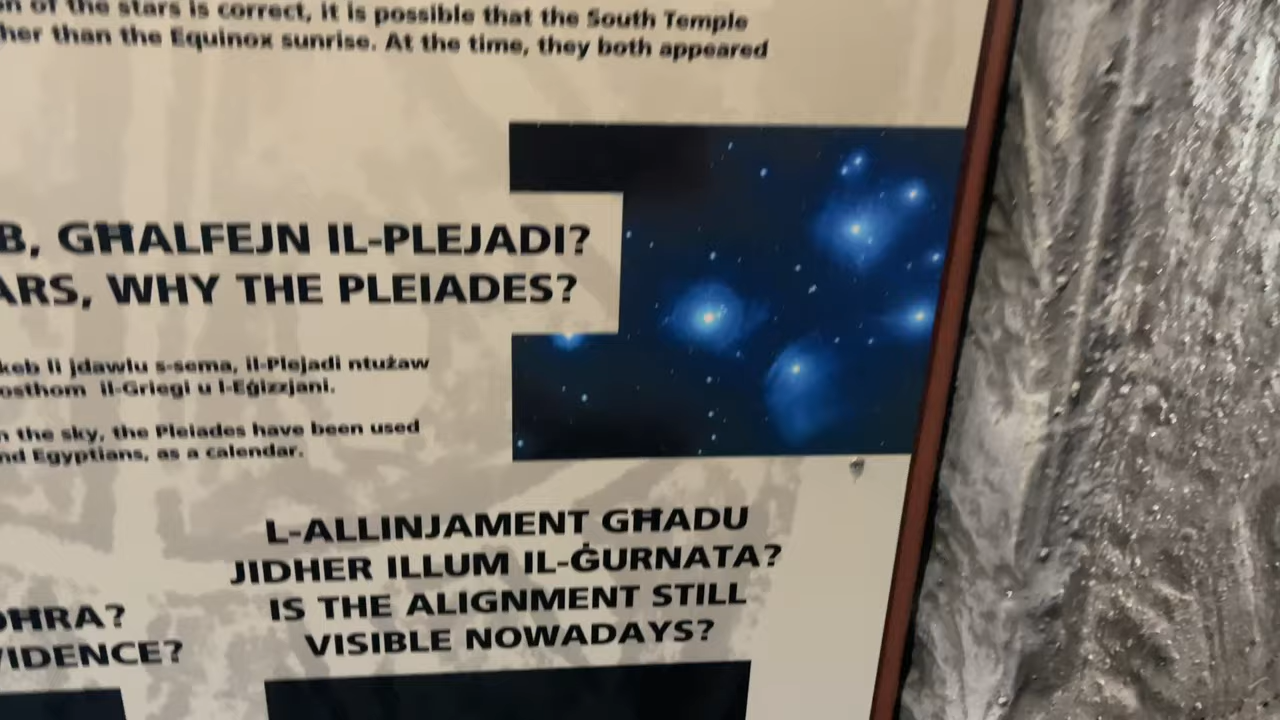 of the stars is correct, it is possible that the South Temple
than the Equinox sunrise. At the time, they both appeared
B, GĦALFEJN IL-PLEJADI?
ARS, WHY THE PLEIADES?
keb li jdawlu s-sema, il-Plejadi ntużaw
osthom il-Griegi u l-Eġizzjani.
n the sky, the Pleiades have been used
nd Egyptians, as a calendar.
L-ALLINJAMENT GĦADU
JIDHER ILLUM IL-ĠURNATA?
IS THE ALIGNMENT STILL
VISIBLE NOWADAYS?
OHRA?
VIDENCE?